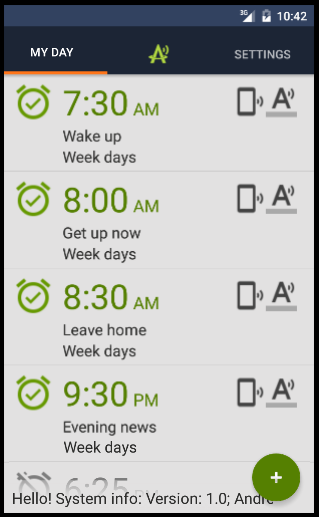 3G 10:42
MY DAY A SETTINGS
7:30 AM A
Wake up
Week days
8:00 AM A
Get up now
Week days
8:30 AM A
Leave home
Week days
9:30 PM A
Evening news
Week days
6:25
Hello! System info: Version: 1.0; Andro